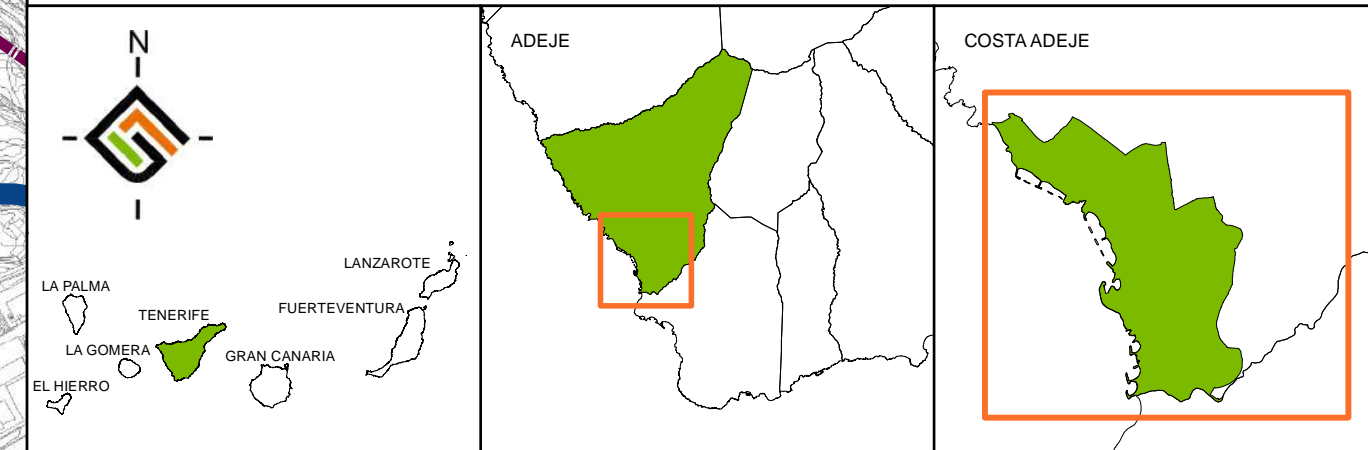 N
LANZAROTE
LA PALMA
FUERTEVENTURA
TENERIFE
LA GOMERA
GRAN CANARIA
EL HIERRO
ADEJE
COSTA ADEJE